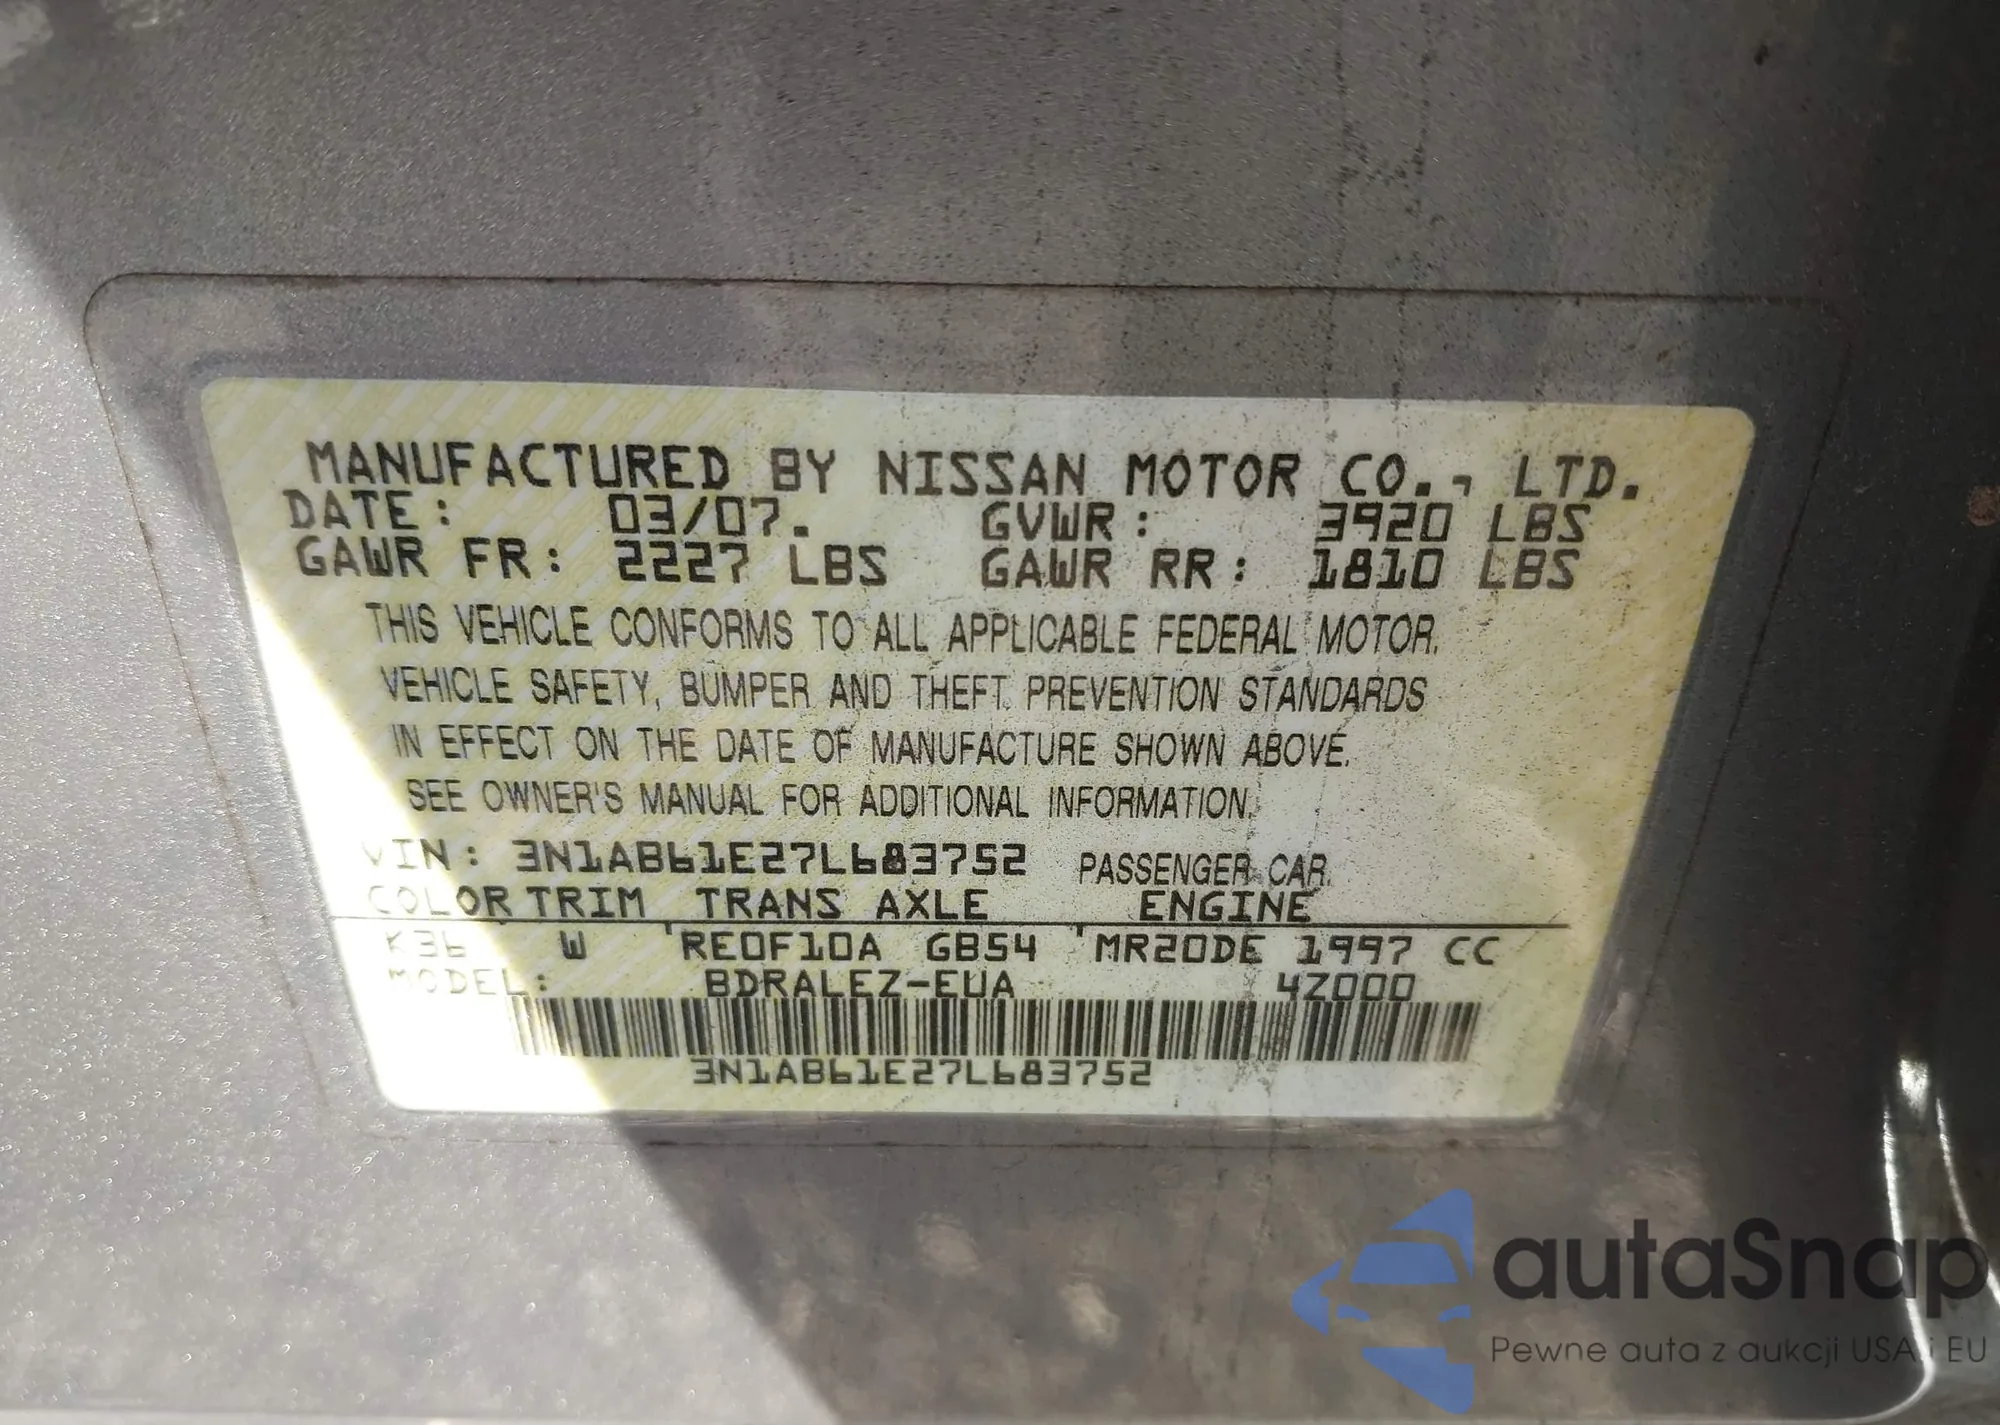 MANUFACTURED BY NISSAN MOTOR CO., LTD.
DATE: 03/07. GVWR: 3920 LBS
GAWR FR: 2227 LBS GAWR RR: 1810 LBS
THIS VEHICLE CONFORMS TO ALL APPLICABLE FEDERAL MOTOR
VEHICLE SAFETY, BUMPER AND THEFT PREVENTION STANDARDS
IN EFFECT ON THE DATE OF MANUFACTURE SHOWN ABOVE.
SEE OWNER'S MANUAL FOR ADDITIONAL INFORMATION.
VIN: 3N1AB61E27L683752 PASSENGER CAR
COLOR TRIM TRANS AXLE ENGINE
K36 W RE0F10A GB54 MR20DE 1997 CC
MODEL: BDRALEZ-EUA 4Z000
3N1AB61E27L683752
autaSnap
Pewne auta z aukcji USA i EU